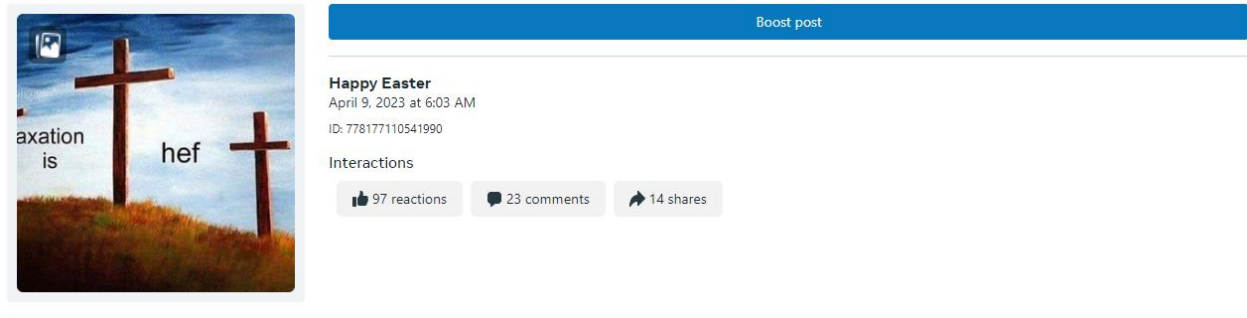 axation
is
hef
Boost post
Happy Easter
April 9, 2023 at 6:03 AM
ID: 778177110541990
Interactions
97 reactions
23 comments
14 shares